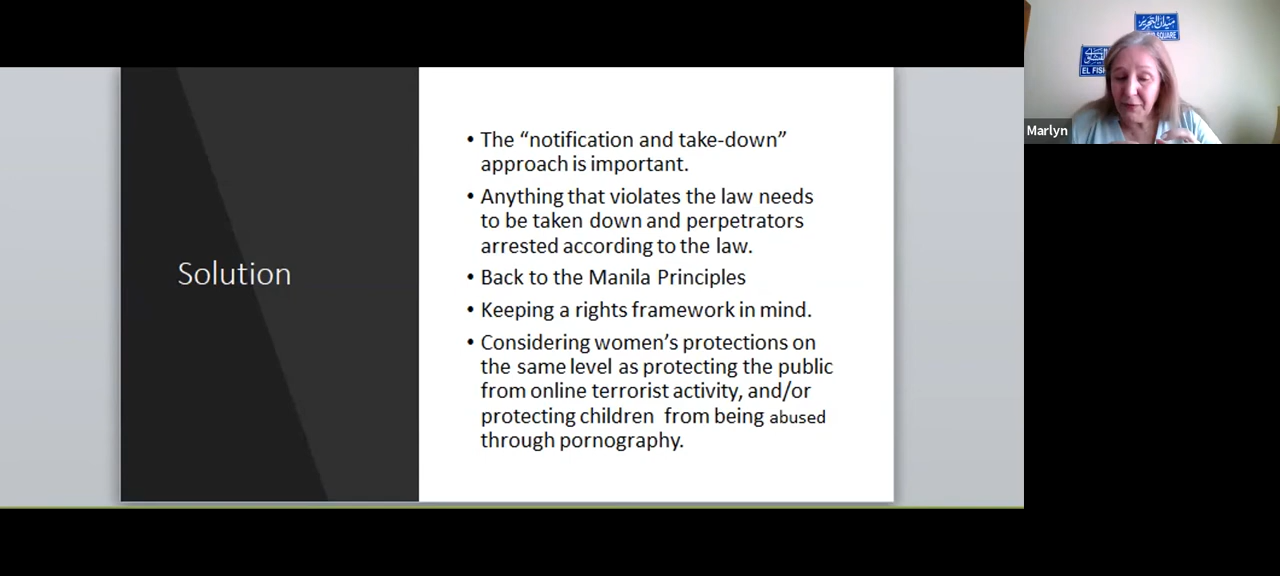 Solution
• The “notification and take-down”
approach is important.
• Anything that violates the law needs
to be taken down and perpetrators
arrested according to the law.
• Back to the Manila Principles
• Keeping a rights framework in mind.
• Considering women’s protections on
the same level as protecting the public
from online terrorist activity, and/or
protecting children from being abused
through pornography.
ميدان التحرير
SQUARE
EL FISH
Marlyn